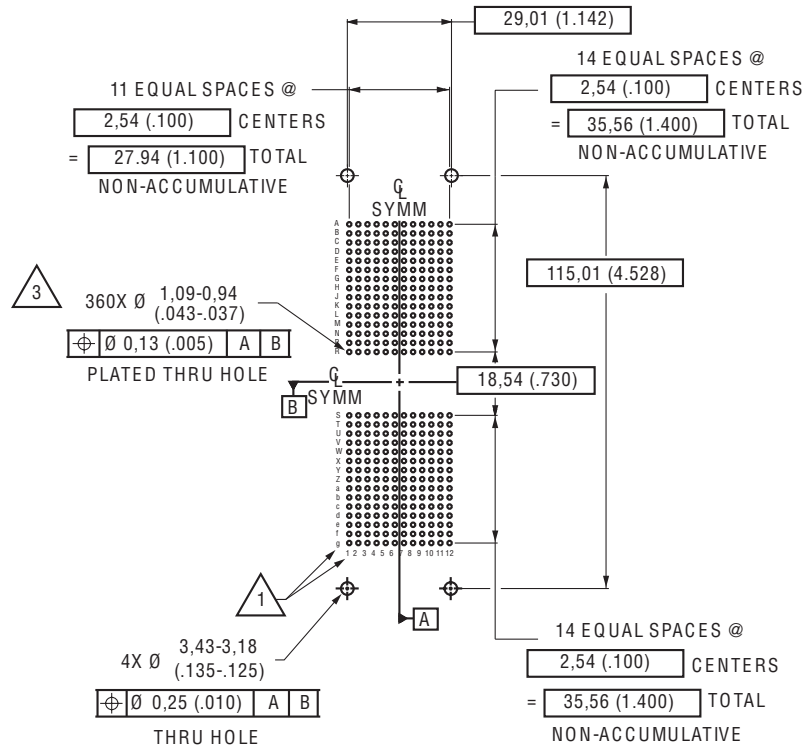 29,01 (1.142)
11 EQUAL SPACES @
2,54 (.100) CENTERS
= 27.94 (1.100) TOTAL
NON-ACCUMULATIVE
14 EQUAL SPACES @
2,54 (.100) CENTERS
= 35,56 (1.400) TOTAL
NON-ACCUMULATIVE
CL
SYMM
A
B
C
D
E
F
G
H
J
K
L
M
N
P
R
3
360X Ø 1,09-0,94
(.043-.037)
⌖ Ø 0,13 (.005) A B
PLATED THRU HOLE
115,01 (4.528)
18,54 (.730)
CL
SYMM
B
S
T
U
V
W
X
Y
Z
a
b
c
d
e
f
g
1 2 3 4 5 6 7 8 9 10 11 12
1
A
4X Ø 3,43-3,18
(.135-.125)
⌖ Ø 0,25 (.010) A B
THRU HOLE
14 EQUAL SPACES @
2,54 (.100) CENTERS
= 35,56 (1.400) TOTAL
NON-ACCUMULATIVE